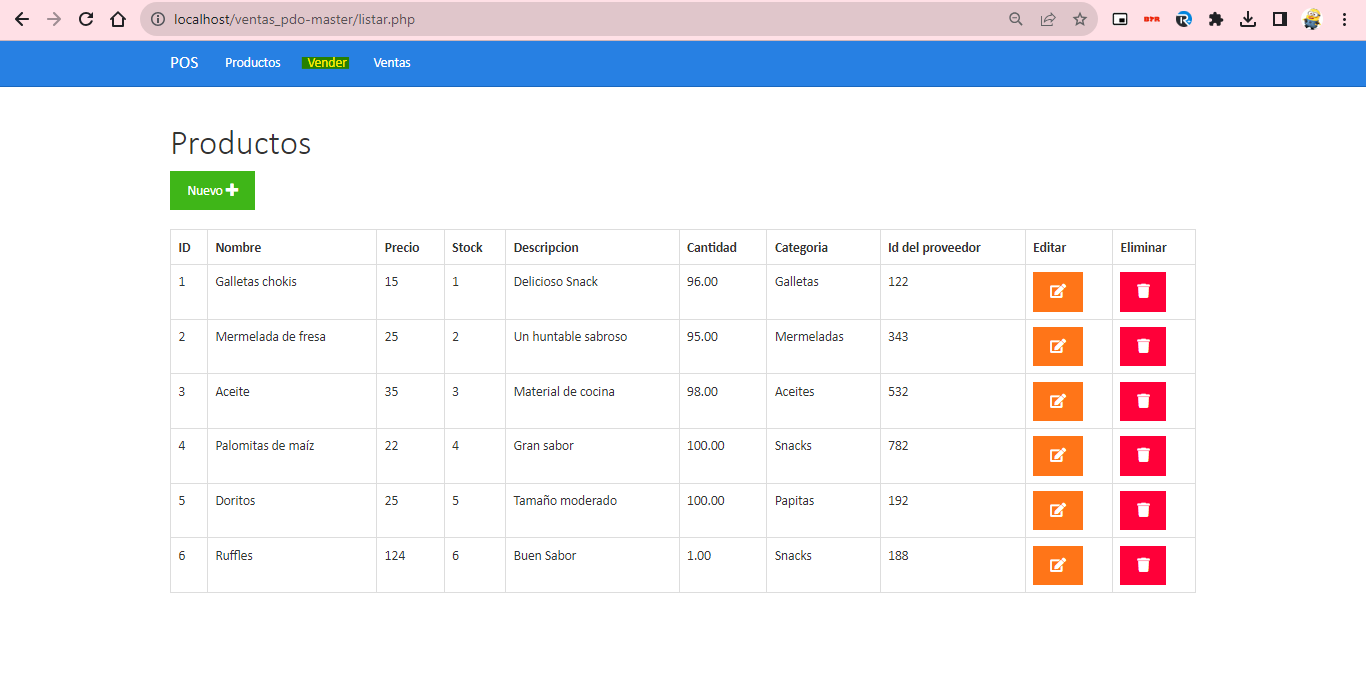 localhost/ventas_pdo-master/listar.php
POS Productos Vender Ventas
Productos
Nuevo
ID Nombre Precio Stock Descripcion Cantidad Categoria Id del proveedor Editar Eliminar
1 Galletas chokis 15 1 Delicioso Snack 96.00 Galletas 122
2 Mermelada de fresa 25 2 Un huntable sabroso 95.00 Mermeladas 343
3 Aceite 35 3 Material de cocina 98.00 Aceites 532
4 Palomitas de maíz 22 4 Gran sabor 100.00 Snacks 782
5 Doritos 25 5 Tamaño moderado 100.00 Papitas 192
6 Ruffles 124 6 Buen Sabor 1.00 Snacks 188